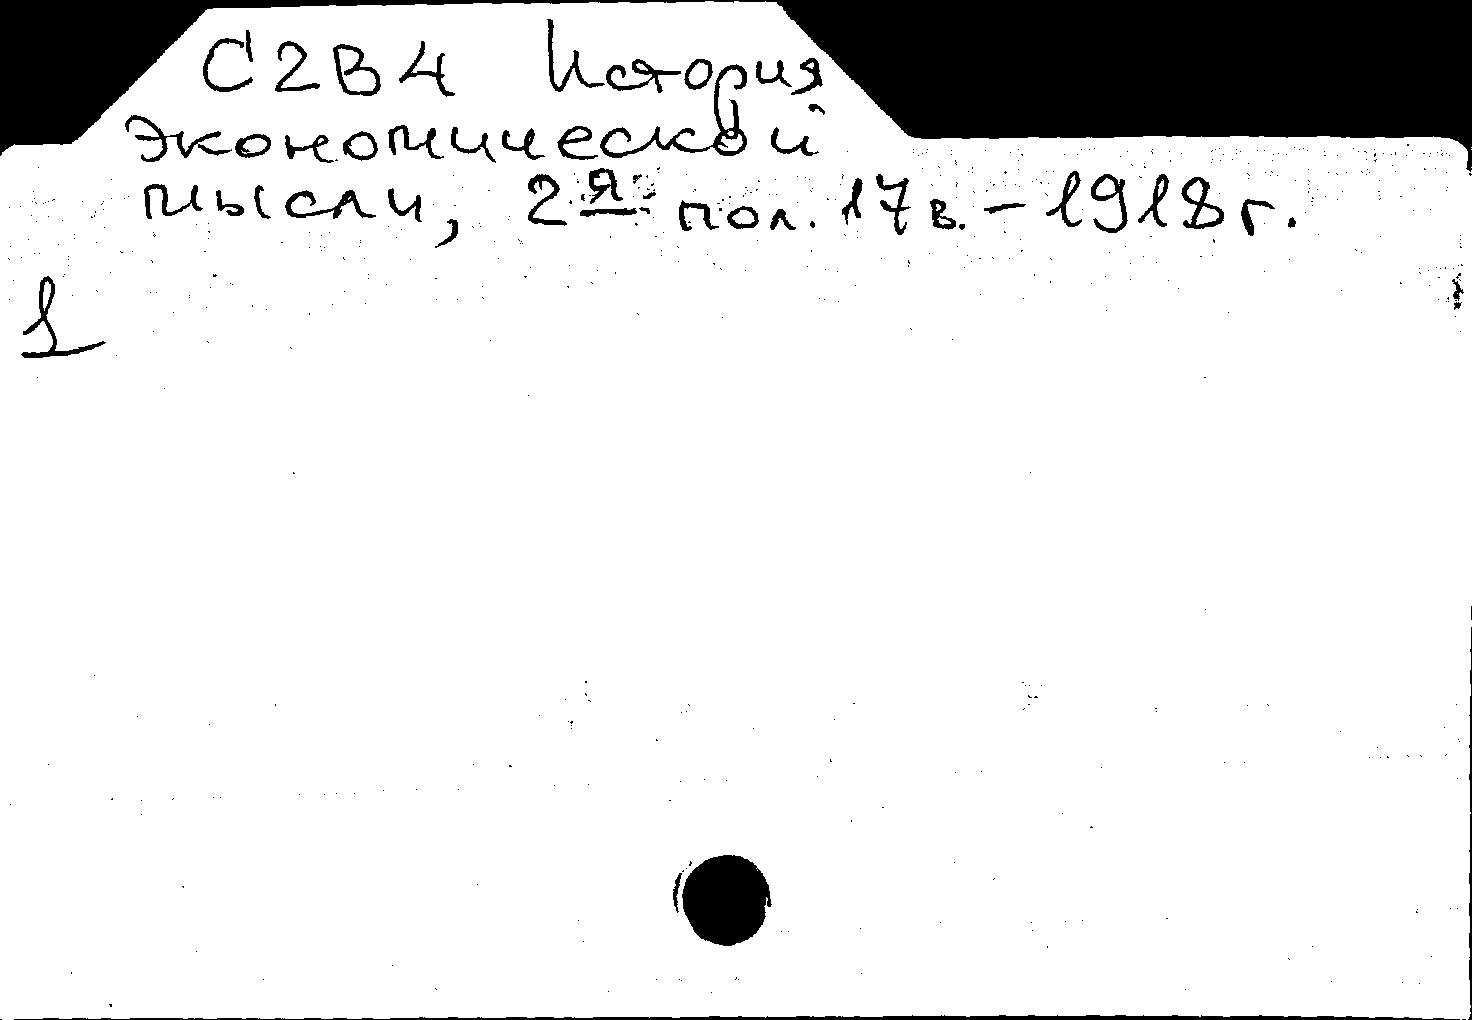 С2В4 История
экономической
мысли, 2я пол. 17в. – 1918г.
1